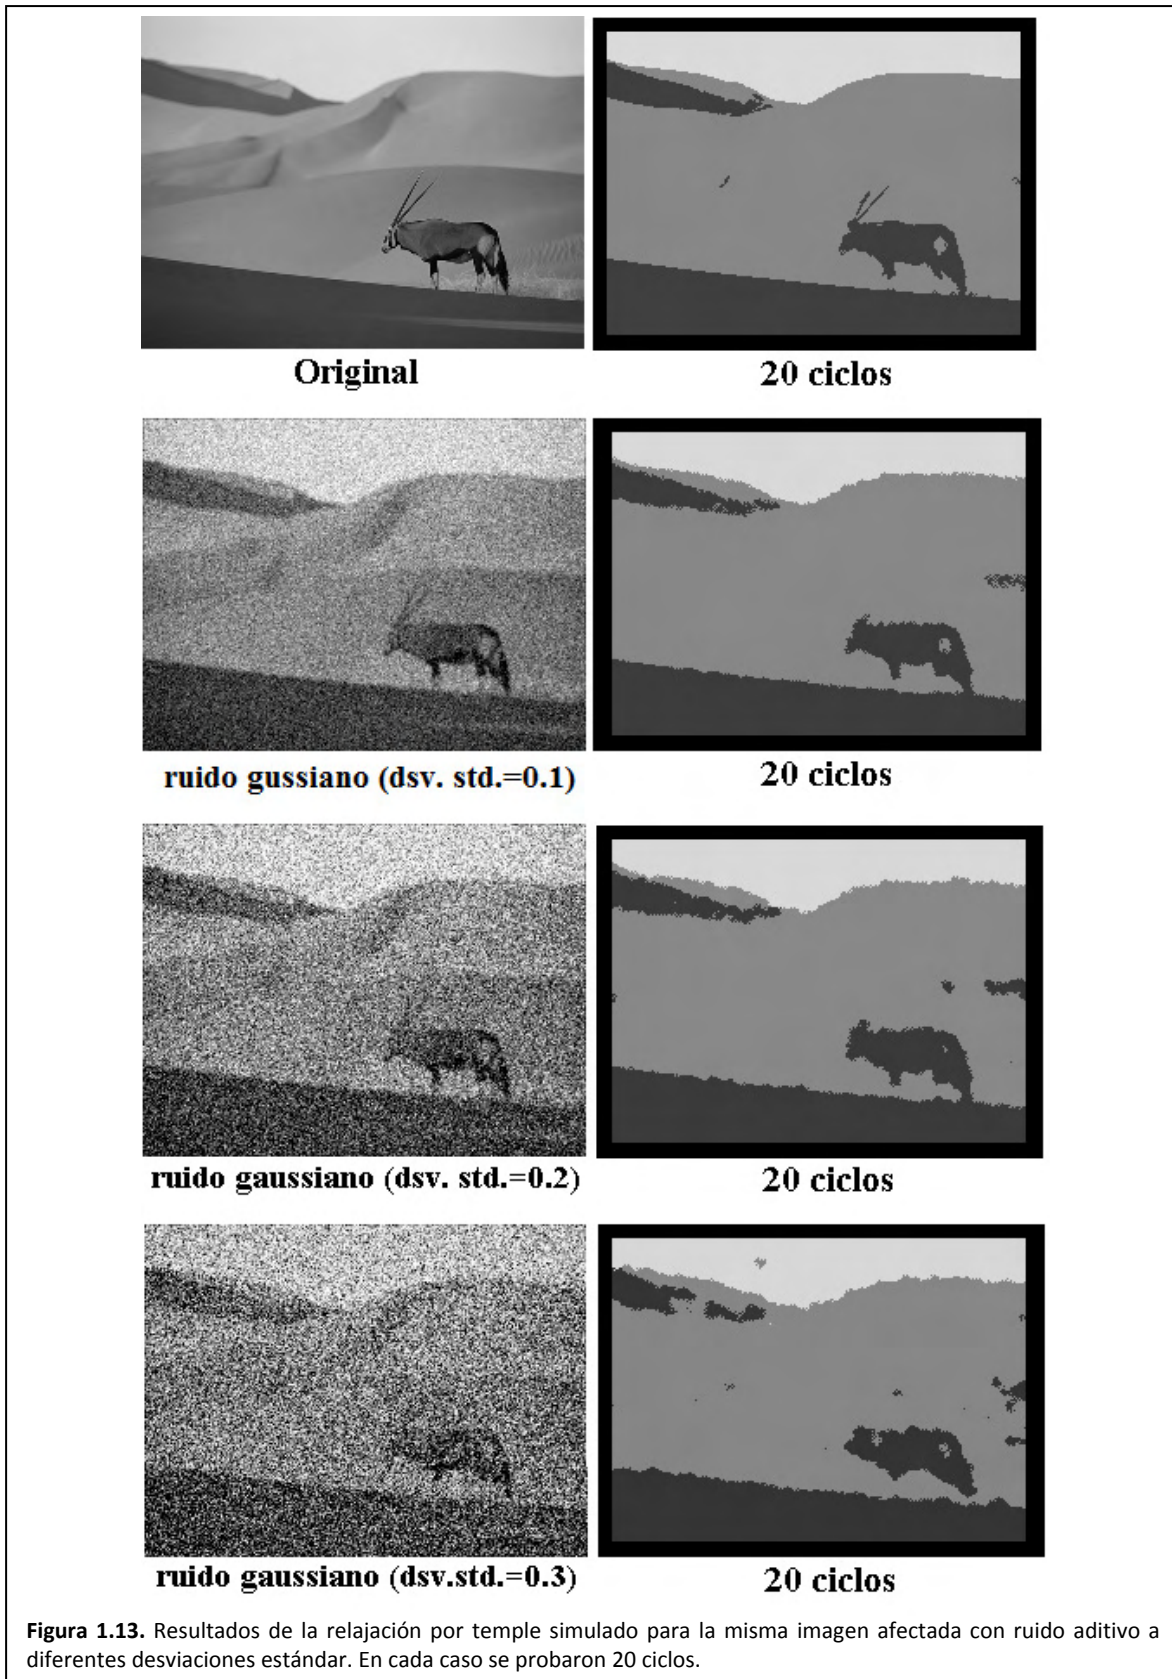 Original
20 ciclos
ruido gussiano (dsv. std.=0.1)
20 ciclos
ruido gaussiano (dsv. std.=0.2)
20 ciclos
ruido gaussiano (dsv.std.=0.3)
20 ciclos
Figura 1.13. Resultados de la relajación por temple simulado para la misma imagen afectada con ruido aditivo a
diferentes desviaciones estándar. En cada caso se probaron 20 ciclos.